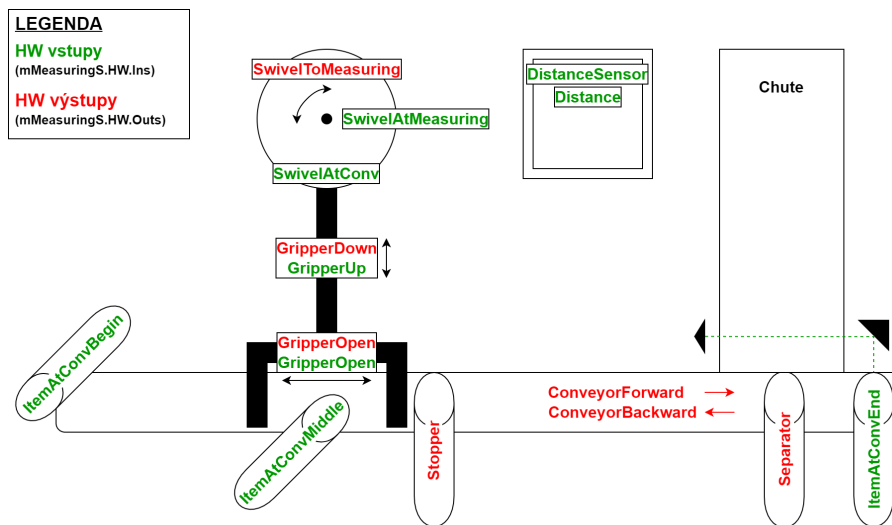 LEGENDA
HW vstupy
(mMeasuringS.HW.Ins)
HW výstupy
(mMeasuringS.HW.Outs)
SwivelToMeasuring
SwivelAtMeasuring
SwivelAtConv
DistanceSensor
Distance
Chute
GripperDown
GripperUp
GripperOpen
GripperOpen
ItemAtConvBegin
ItemAtConvMiddle
Stopper
ConveyorForward
ConveyorBackward
Separator
ItemAtConvEnd